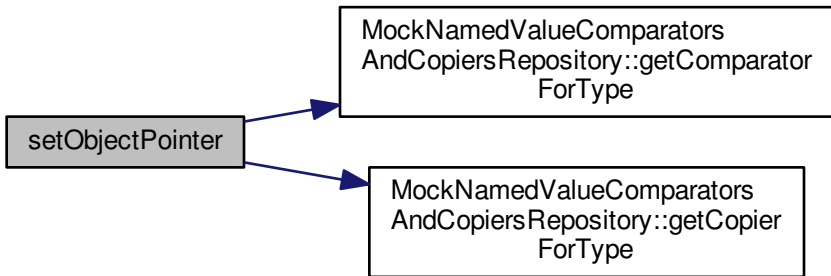 MockNamedValueComparators
AndCopiersRepository::getComparator
ForType
setObjectPointer
MockNamedValueComparators
AndCopiersRepository::getCopier
ForType